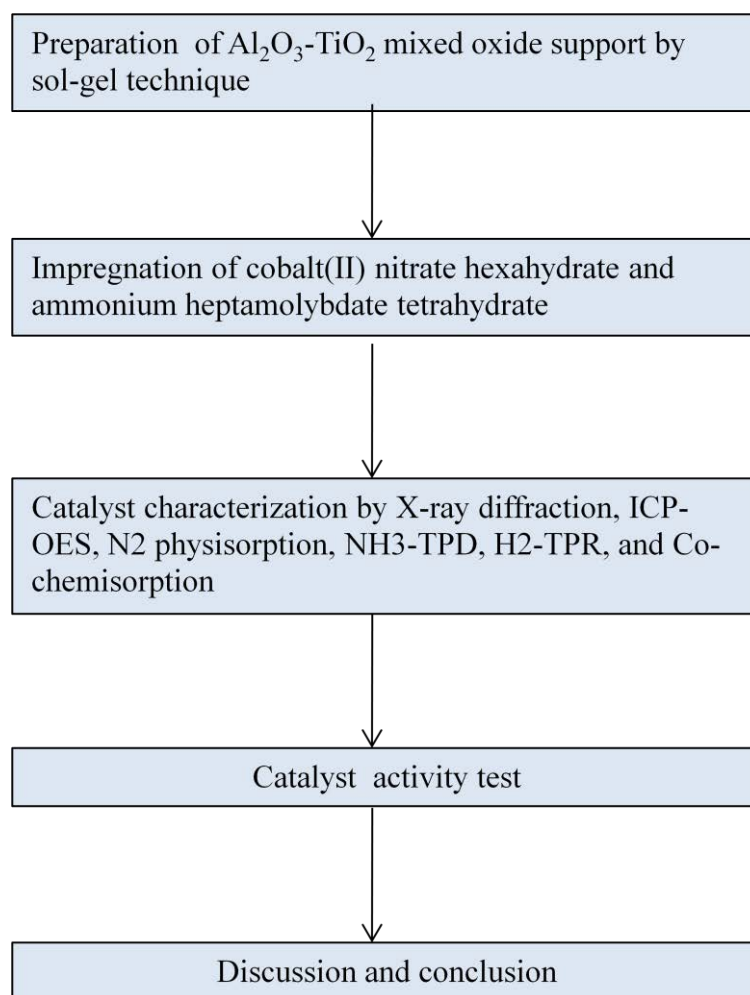 Preparation of Al₂O₃-TiO₂ mixed oxide support by
sol-gel technique
Impregnation of cobalt(II) nitrate hexahydrate and
ammonium heptamolybdate tetrahydrate
Catalyst characterization by X-ray diffraction, ICP-
OES, N2 physisorption, NH3-TPD, H2-TPR, and Co-
chemisorption
Catalyst activity test
Discussion and conclusion